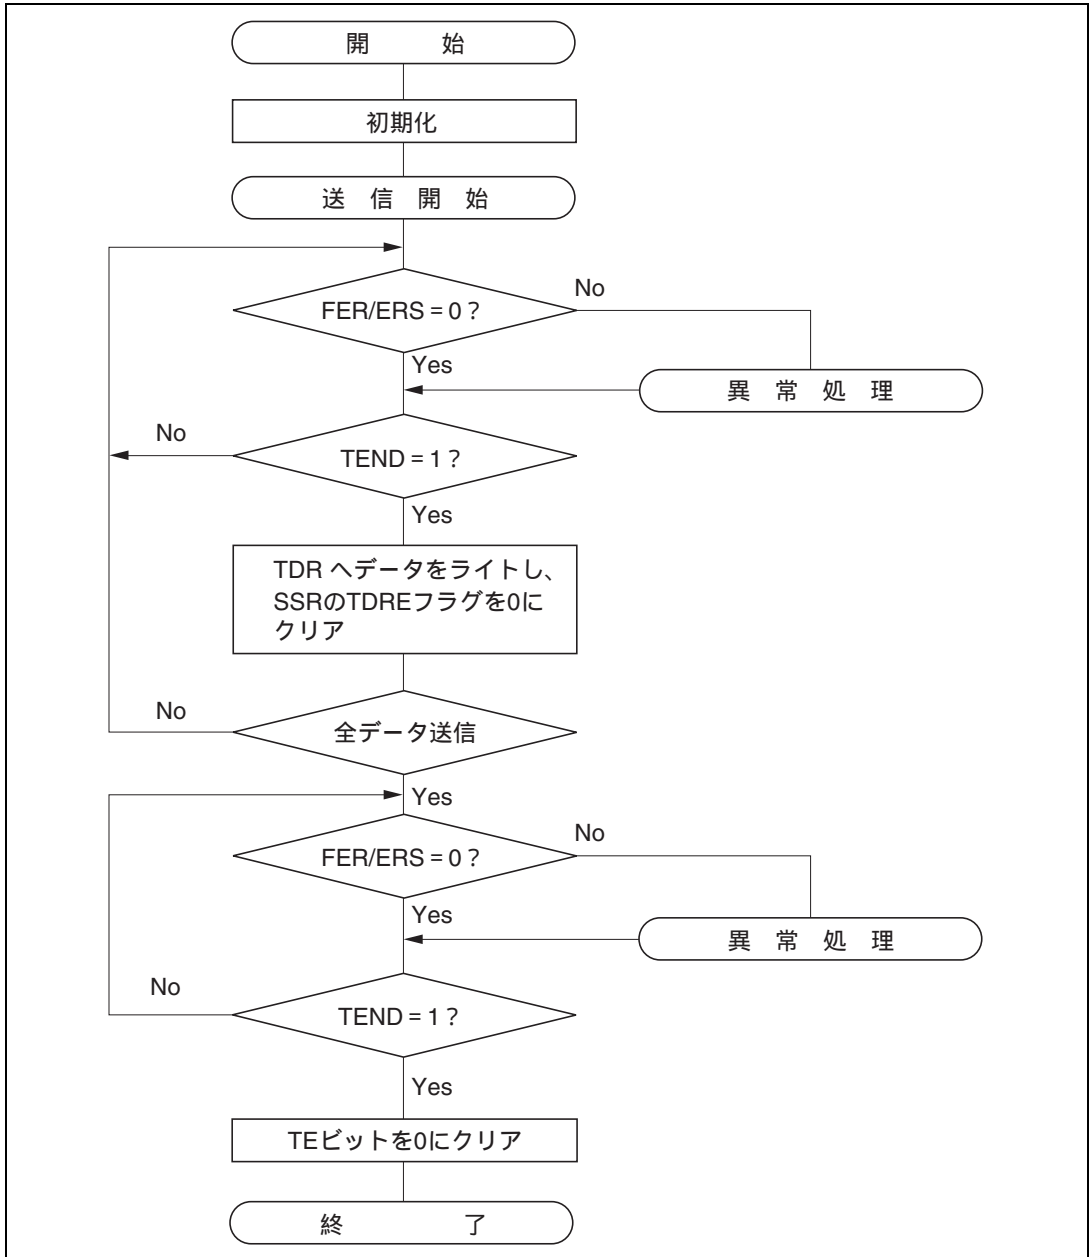 開 始
初期化
送 信 開 始
FER/ERS = 0？
No
Yes
異 常 処 理
No
TEND = 1？
Yes
TDR へデータをライトし、
SSRのTDREフラグを0に
クリア
No
全データ送信
Yes
FER/ERS = 0？
No
Yes
異 常 処 理
No
TEND = 1？
Yes
TEビットを0にクリア
終 了